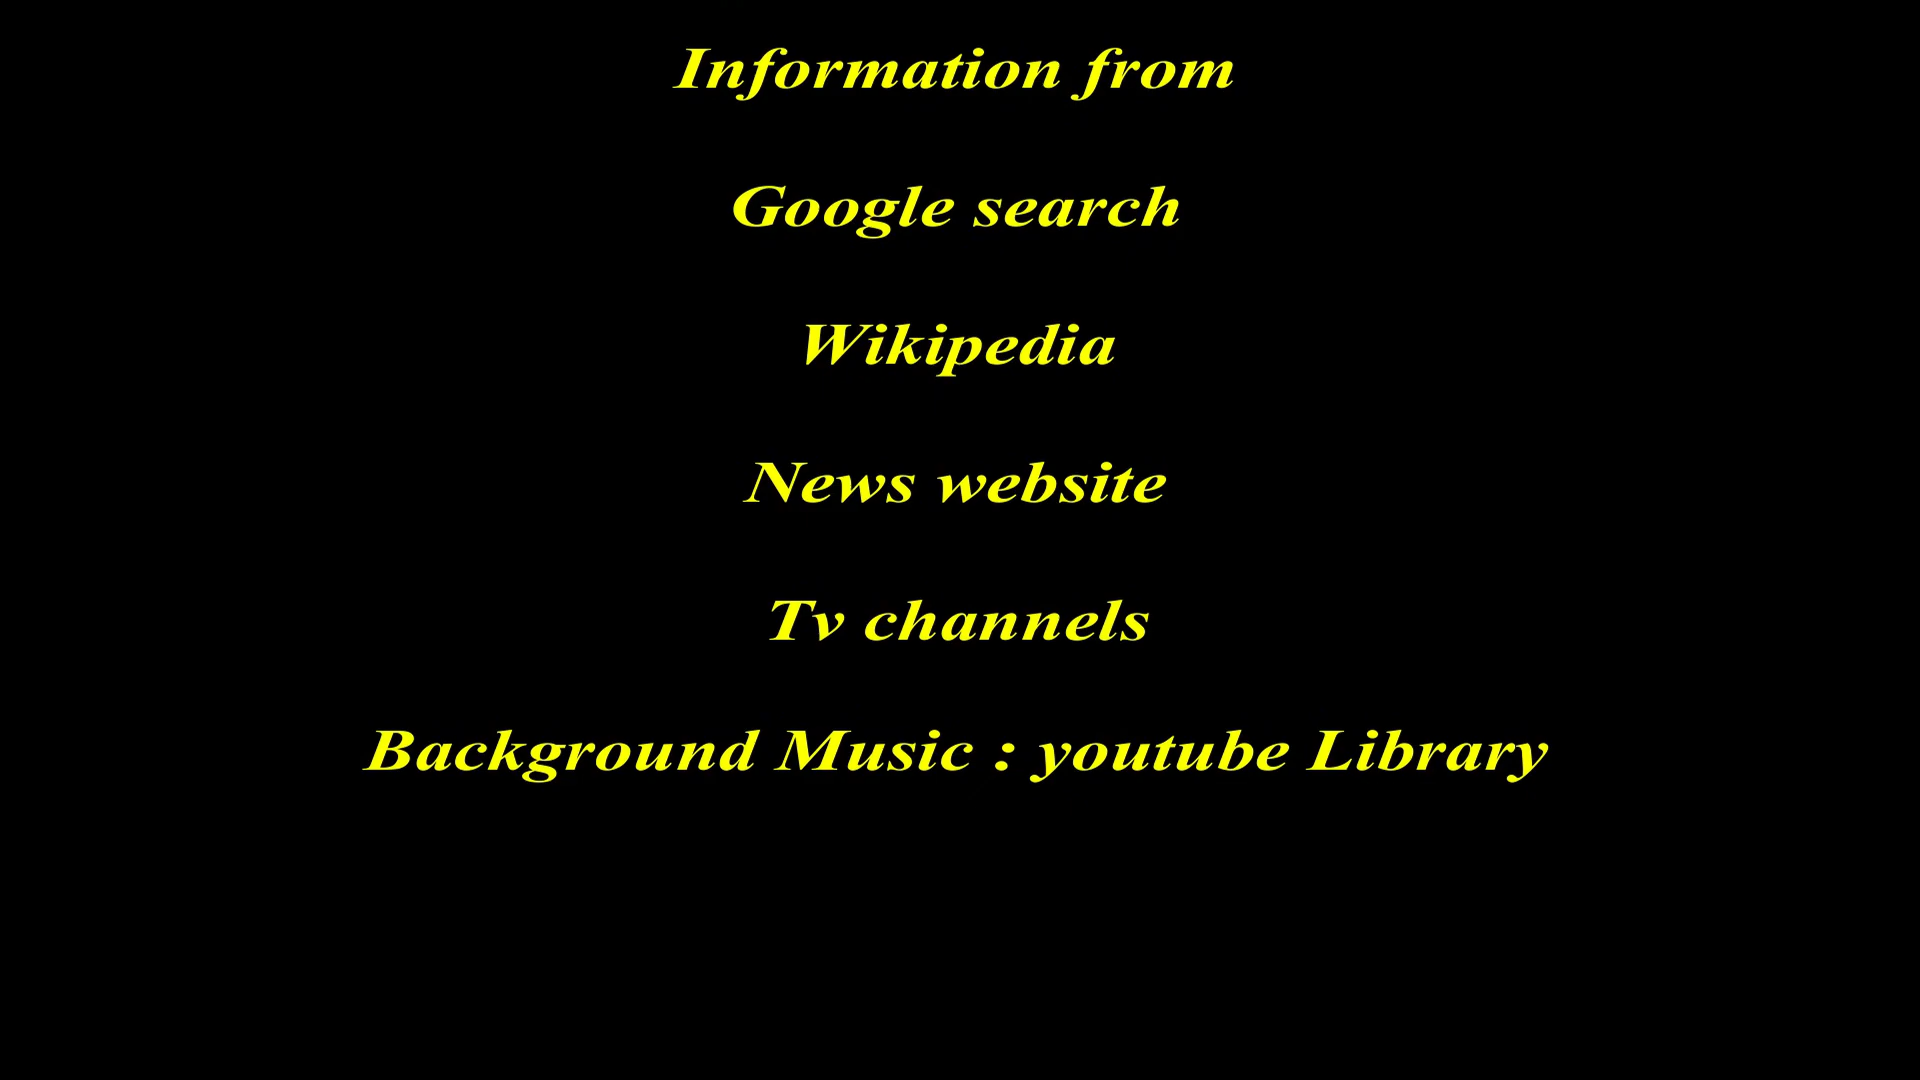 Information from
Google search
Wikipedia
News website
Tv channels
Background Music : youtube Library